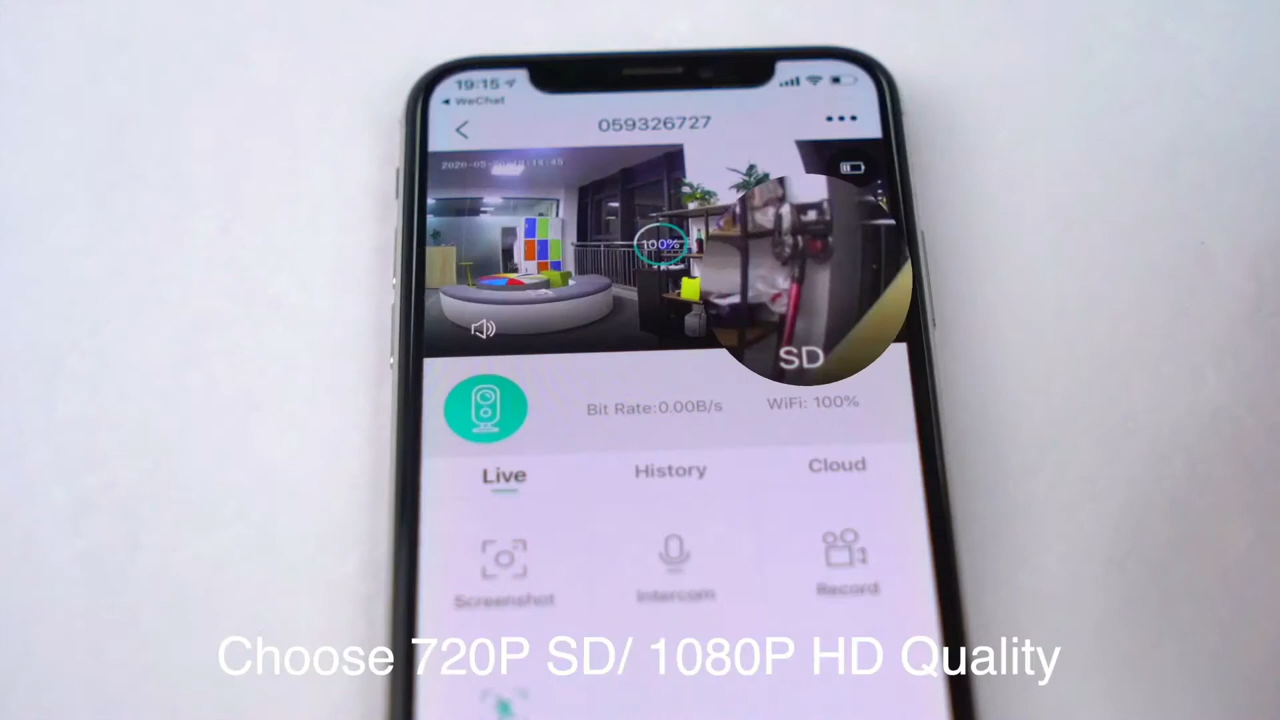 19:15
WeChat
059326727
100%
SD
Bit Rate:0.00B/s
WiFi: 100%
Live
History
Cloud
Screenshot
Intercom
Record
Choose 720P SD/ 1080P HD Quality